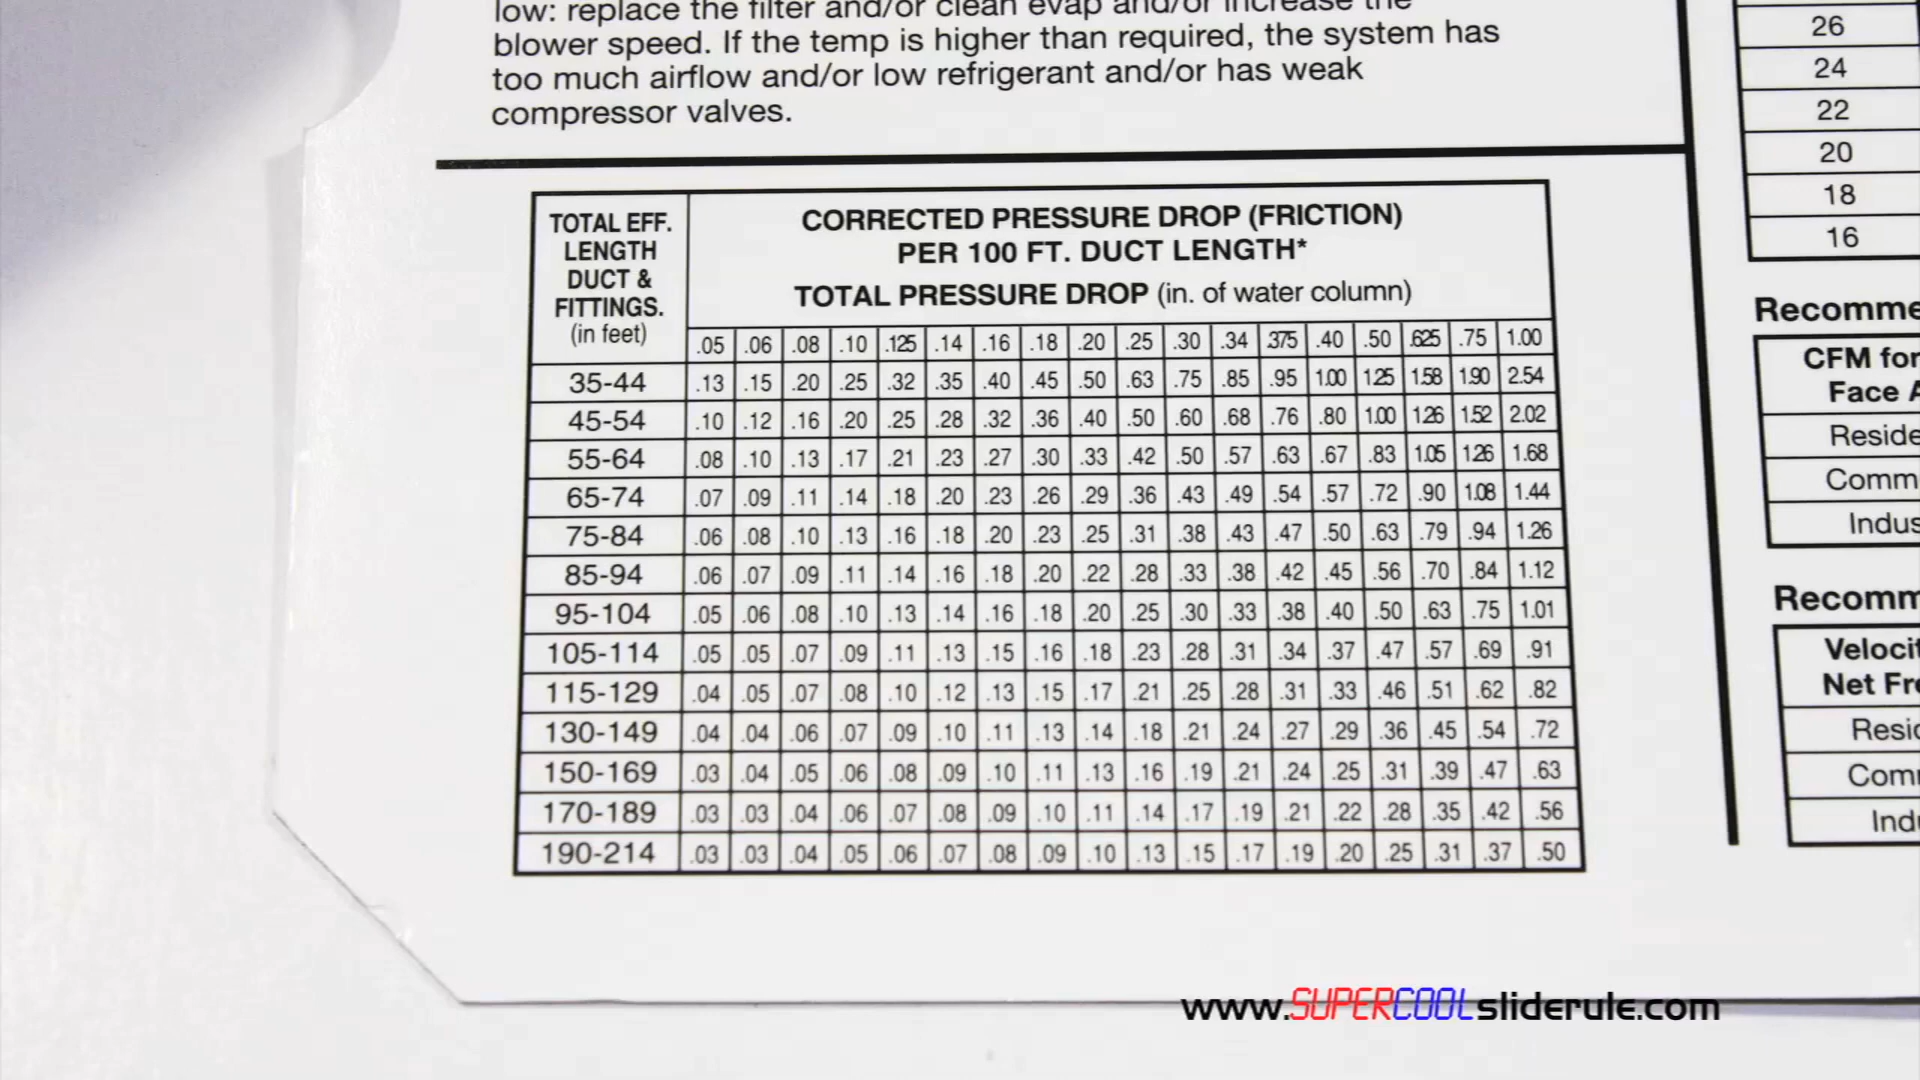 low: replace the filter and/or clean evap and/or increase the
blower speed. If the temp is higher than required, the system has
too much airflow and/or low refrigerant and/or has weak
compressor valves.
TOTAL EFF.
LENGTH
DUCT &
FITTINGS.
(in feet)
CORRECTED PRESSURE DROP (FRICTION)
PER 100 FT. DUCT LENGTH*
TOTAL PRESSURE DROP (in. of water column)
.05 .06 .08 .10 .125 .14 .16 .18 .20 .25 .30 .34 .375 .40 .50 .625 .75 1.00
35-44 .13 .15 .20 .25 .32 .35 .40 .45 .50 .63 .75 .85 .95 1.00 1.25 1.58 1.90 2.54
45-54 .10 .12 .16 .20 .25 .28 .32 .36 .40 .50 .60 .68 .76 .80 1.00 1.26 1.52 2.02
55-64 .08 .10 .13 .17 .21 .23 .27 .30 .33 .42 .50 .57 .63 .67 .83 1.05 1.26 1.68
65-74 .07 .09 .11 .14 .18 .20 .23 .26 .29 .36 .43 .49 .54 .57 .72 .90 1.08 1.44
75-84 .06 .08 .10 .13 .16 .18 .20 .23 .25 .31 .38 .43 .47 .50 .63 .79 .94 1.26
85-94 .06 .07 .09 .11 .14 .16 .18 .20 .22 .28 .33 .38 .42 .45 .56 .70 .84 1.12
95-104 .05 .06 .08 .10 .13 .14 .16 .18 .20 .25 .30 .33 .38 .40 .50 .63 .75 1.01
105-114 .05 .05 .07 .09 .11 .13 .15 .16 .18 .23 .28 .31 .34 .37 .47 .57 .69 .91
115-129 .04 .05 .07 .08 .10 .12 .13 .15 .17 .21 .25 .28 .31 .33 .46 .51 .62 .82
130-149 .04 .04 .06 .07 .09 .10 .11 .13 .14 .18 .21 .24 .27 .29 .36 .45 .54 .72
150-169 .03 .04 .05 .06 .08 .09 .10 .11 .13 .16 .19 .21 .24 .25 .31 .39 .47 .63
170-189 .03 .03 .04 .06 .07 .08 .09 .10 .11 .14 .17 .19 .21 .22 .28 .35 .42 .56
190-214 .03 .03 .04 .05 .06 .07 .08 .09 .10 .13 .15 .17 .19 .20 .25 .31 .37 .50
26
24
22
20
18
16
Recomme
CFM for
Face A
Reside
Comm
Indus
Recomm
Velocit
Net Fre
Resid
Comm
Indu
www.SUPERCOOLsliderule.com